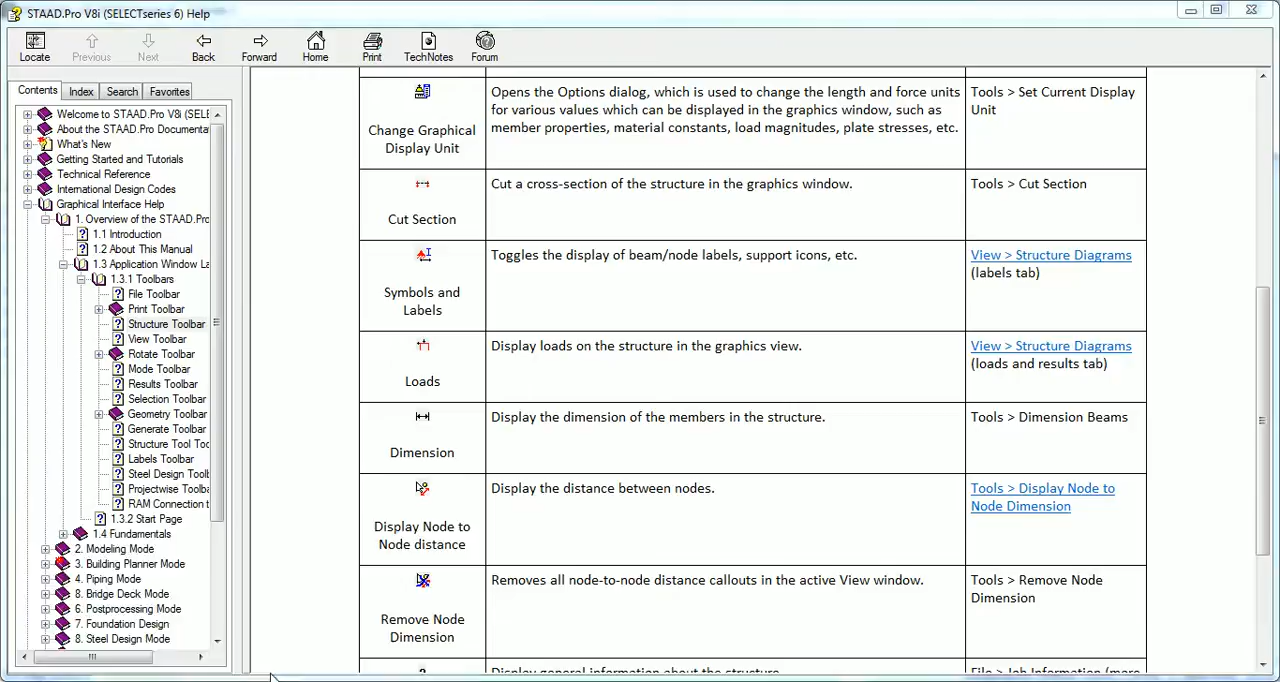 STAAD.Pro V8i (SELECTseries 6) Help
Locate
Previous
Next
Back
Forward
Home
Print
TechNotes
Forum
Contents
Index
Search
Favorites
Welcome to STAAD.Pro V8i (SELE
About the STAAD.Pro Documenta
What's New
Getting Started and Tutorials
Technical Reference
International Design Codes
Graphical Interface Help
1. Overview of the STAAD.Pro
1.1 Introduction
1.2 About This Manual
1.3 Application Window La
1.3.1 Toolbars
File Toolbar
Print Toolbar
Structure Toolbar
View Toolbar
Rotate Toolbar
Mode Toolbar
Results Toolbar
Selection Toolbar
Geometry Toolbar
Generate Toolbar
Structure Tool Too
Labels Toolbar
Steel Design Toolb
Projectwise Toolba
RAM Connection t
1.3.2 Start Page
1.4 Fundamentals
2. Modeling Mode
3. Building Planner Mode
4. Piping Mode
8. Bridge Deck Mode
6. Postprocessing Mode
7. Foundation Design
8. Steel Design Mode
Change Graphical
Display Unit
Opens the Options dialog, which is used to change the length and force units
for various values which can be displayed in the graphics window, such as
member properties, material constants, load magnitudes, plate stresses, etc.
Tools > Set Current Display
Unit
Cut Section
Cut a cross-section of the structure in the graphics window.
Tools > Cut Section
Symbols and
Labels
Toggles the display of beam/node labels, support icons, etc.
View > Structure Diagrams
(labels tab)
Loads
Display loads on the structure in the graphics view.
View > Structure Diagrams
(loads and results tab)
Dimension
Display the dimension of the members in the structure.
Tools > Dimension Beams
Display Node to
Node distance
Display the distance between nodes.
Tools > Display Node to
Node Dimension
Remove Node
Dimension
Removes all node-to-node distance callouts in the active View window.
Tools > Remove Node
Dimension
Display general information about the structure
File > Job Information (more